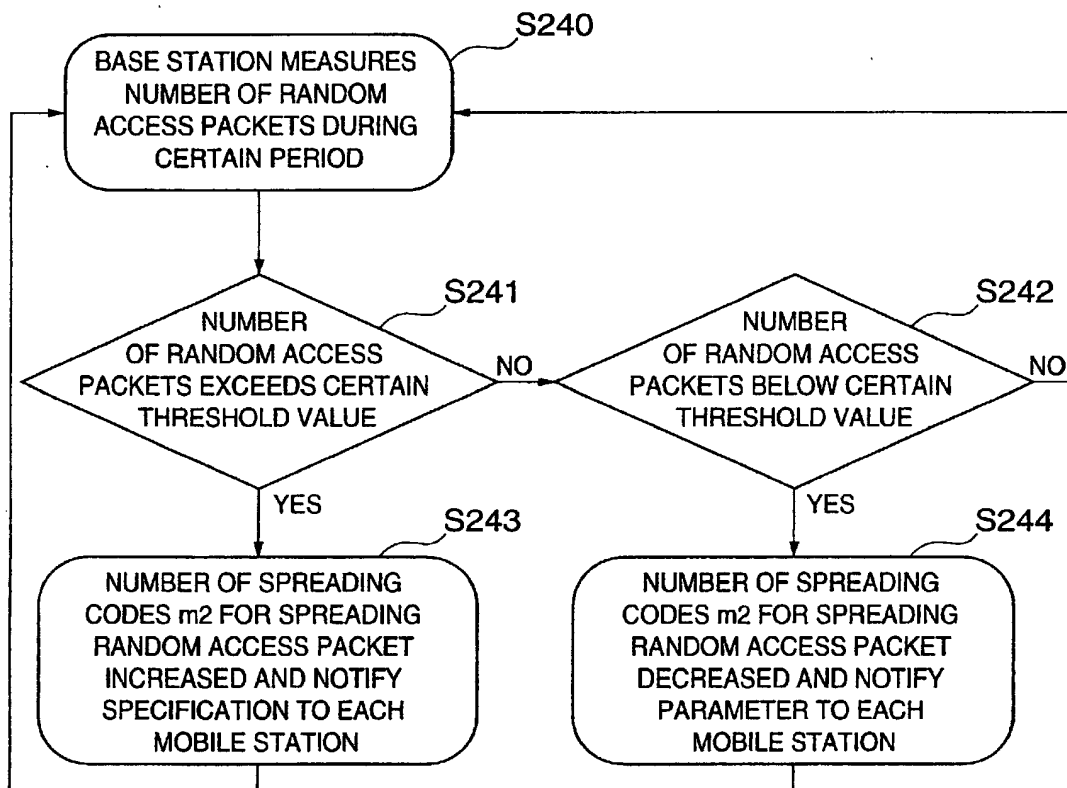 S240
BASE STATION MEASURES
NUMBER OF RANDOM
ACCESS PACKETS DURING
CERTAIN PERIOD
S241
NUMBER
OF RANDOM ACCESS
PACKETS EXCEEDS CERTAIN
THRESHOLD VALUE
NO
YES
S242
NUMBER
OF RANDOM ACCESS
PACKETS BELOW CERTAIN
THRESHOLD VALUE
NO
YES
S243
NUMBER OF SPREADING
CODES m2 FOR SPREADING
RANDOM ACCESS PACKET
INCREASED AND NOTIFY
SPECIFICATION TO EACH
MOBILE STATION
S244
NUMBER OF SPREADING
CODES m2 FOR SPREADING
RANDOM ACCESS PACKET
DECREASED AND NOTIFY
PARAMETER TO EACH
MOBILE STATION